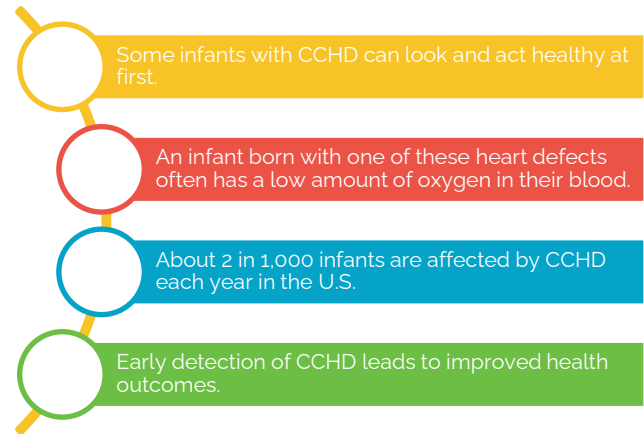 Some infants with CCHD can look and act healthy at
first.
An infant born with one of these heart defects
often has a low amount of oxygen in their blood.
About 2 in 1,000 infants are affected by CCHD
each year in the U.S.
Early detection of CCHD leads to improved health
outcomes.